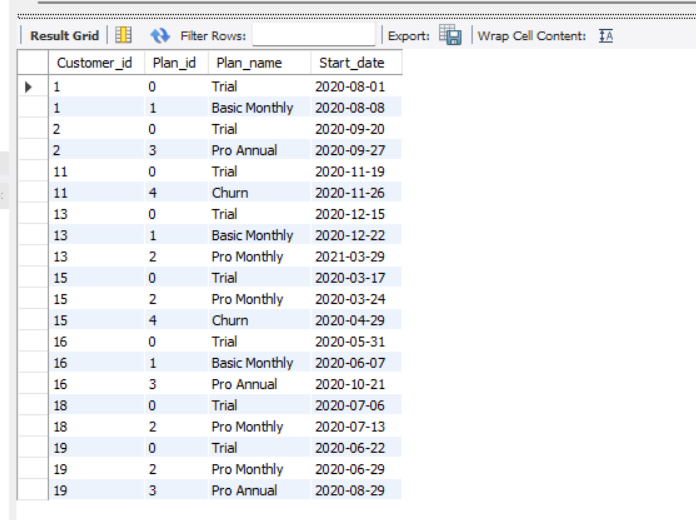 Result Grid Filter Rows: Export: Wrap Cell Content:
Customer_id Plan_id Plan_name Start_date
1 0 Trial 2020-08-01
1 1 Basic Monthly 2020-08-08
2 0 Trial 2020-09-20
2 3 Pro Annual 2020-09-27
11 0 Trial 2020-11-19
11 4 Churn 2020-11-26
13 0 Trial 2020-12-15
13 1 Basic Monthly 2020-12-22
13 2 Pro Monthly 2021-03-29
15 0 Trial 2020-03-17
15 2 Pro Monthly 2020-03-24
15 4 Churn 2020-04-29
16 0 Trial 2020-05-31
16 1 Basic Monthly 2020-06-07
16 3 Pro Annual 2020-10-21
18 0 Trial 2020-07-06
18 2 Pro Monthly 2020-07-13
19 0 Trial 2020-06-22
19 2 Pro Monthly 2020-06-29
19 3 Pro Annual 2020-08-29